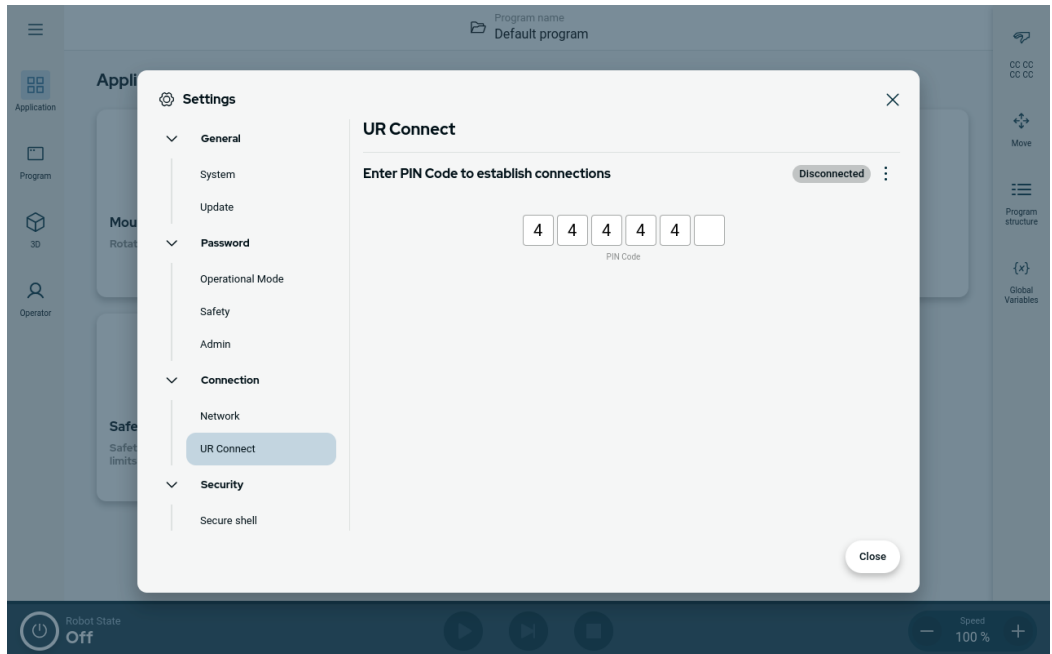 Program name
Default program
Application
Program
3D
Operator
Appli
Mou
Rotat
Safe
Safet
limits
Settings
General
System
Update
Password
Operational Mode
Safety
Admin
Connection
Network
UR Connect
Security
Secure shell
UR Connect
Enter PIN Code to establish connections
Disconnected
4 4 4 4 4
PIN Code
Close
CC CC
CC CC
Move
Program
structure
{x}
Global
Variables
Robot State
Off
Speed
100 %